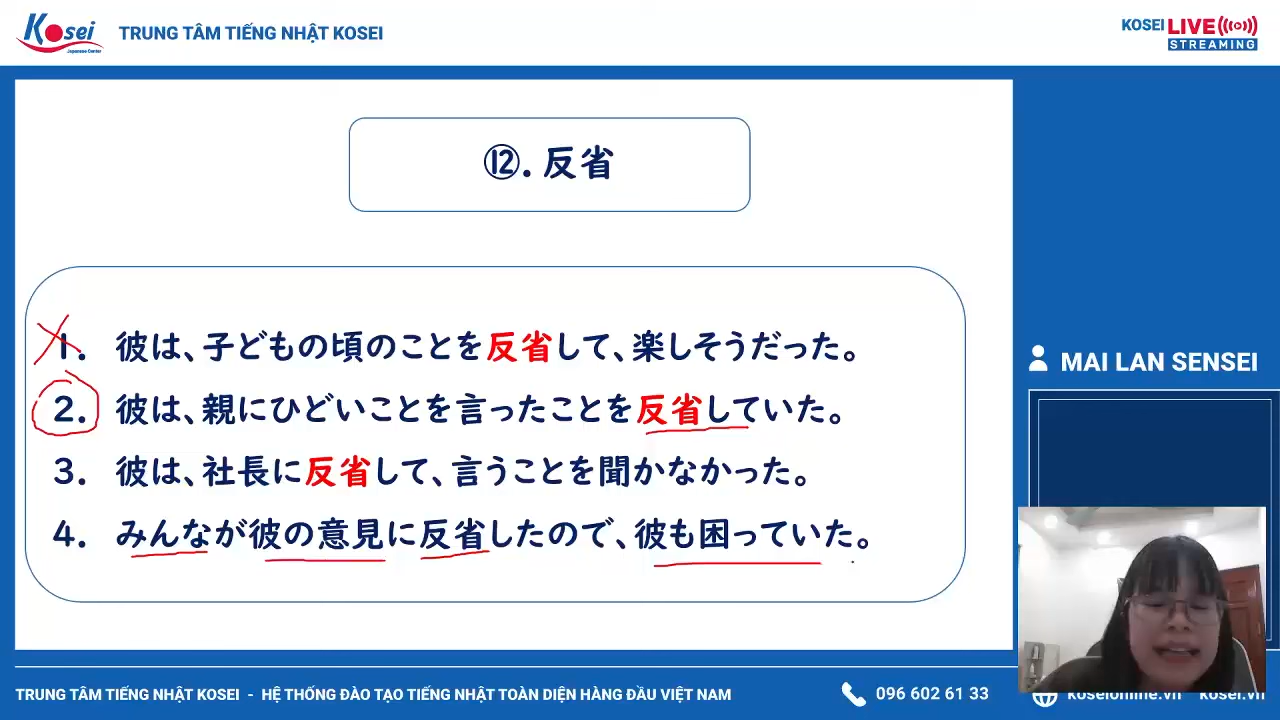 Kosei
Japanese Center
TRUNG TÂM TIẾNG NHẬT KOSEI
KOSEI LIVE
STREAMING
⑫. 反省
1. 彼は、子どもの頃のことを反省して、楽しそうだった。
2. 彼は、親にひどいことを言ったことを反省していた。
3. 彼は、社長に反省して、言うことを聞かなかった。
4. みんなが彼の意見に反省したので、彼も困っていた。
MAI LAN SENSEI
TRUNG TÂM TIẾNG NHẬT KOSEI - HỆ THỐNG ĐÀO TẠO TIẾNG NHẬT TOÀN DIỆN HÀNG ĐẦU VIỆT NAM
096 602 61 33
koseionline.vn kosei.vn